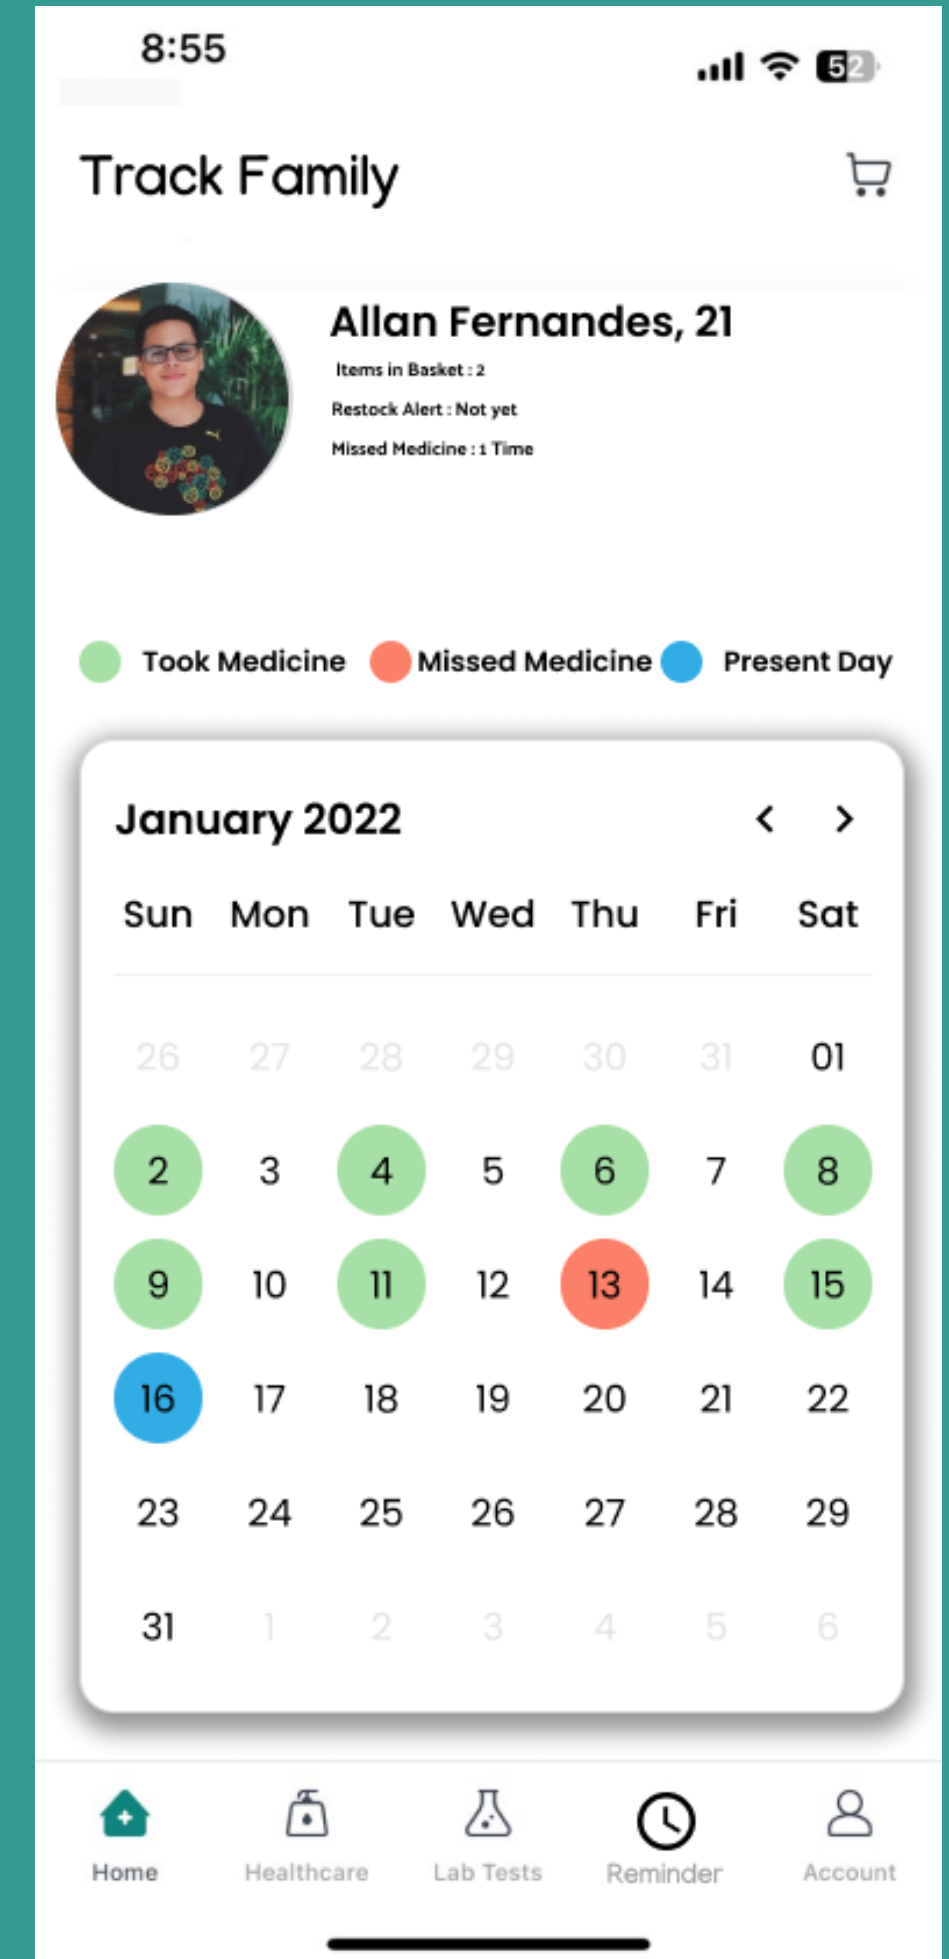 8:55
52
Track Family
Allan Fernandes, 21
Items in Basket : 2
Restock Alert : Not yet
Missed Medicine : 1 Time
Took Medicine Missed Medicine Present Day
January 2022
Sun Mon Tue Wed Thu Fri Sat
26 27 28 29 30 31 01
2 3 4 5 6 7 8
9 10 11 12 13 14 15
16 17 18 19 20 21 22
23 24 25 26 27 28 29
31 1 2 3 4 5 6
Home Healthcare Lab Tests Reminder Account